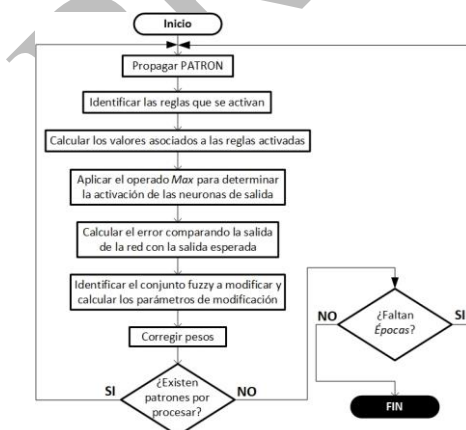 Inicio
Propagar PATRON
Identificar las reglas que se activan
Calcular los valores asociados a las reglas activadas
Aplicar el operado Max para determinar
la activación de las neuronas de salida
Calcular el error comparando la salida
de la red con la salida esperada
Identificar el conjunto fuzzy a modificar y
calcular los parámetros de modificación
Corregir pesos
SI
¿Existen
patrones por
procesar?
NO
NO
¿Faltan
Épocas?
SI
FIN